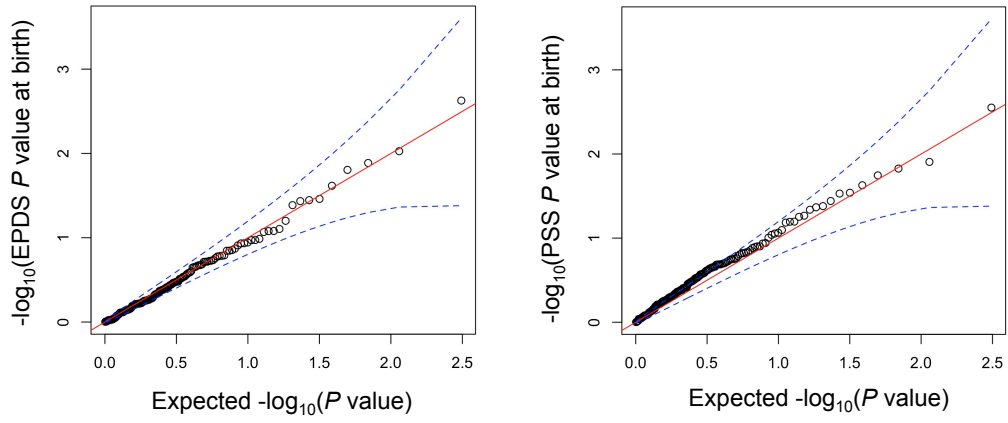 -log₁₀(EPDS P value at birth)
3
2
1
0
0.0 0.5 1.0 1.5 2.0 2.5
Expected -log₁₀(P value)
-log₁₀(PSS P value at birth)
3
2
1
0
0.0 0.5 1.0 1.5 2.0 2.5
Expected -log₁₀(P value)